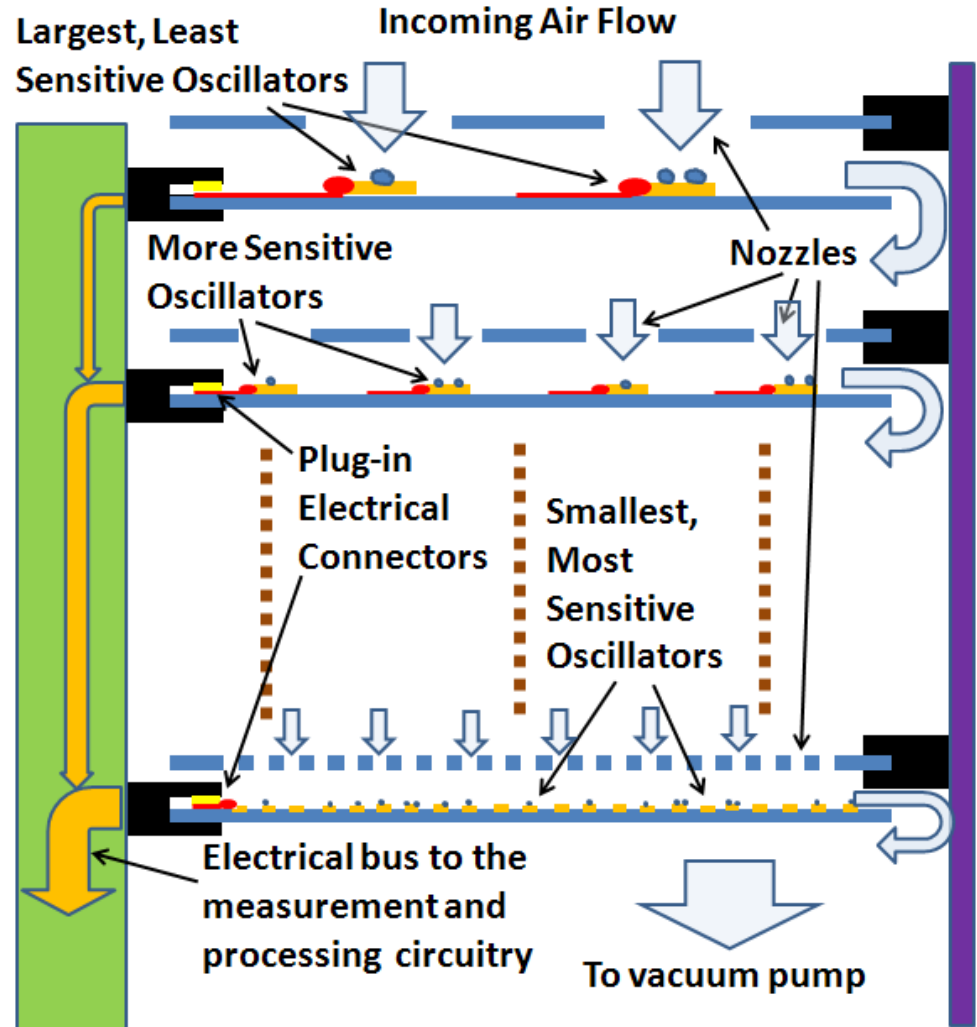 Largest, Least
Sensitive Oscillators
Incoming Air Flow
More Sensitive
Oscillators
Nozzles
Plug-in
Electrical
Connectors
Smallest,
Most
Sensitive
Oscillators
Electrical bus to the
measurement and
processing circuitry
To vacuum pump